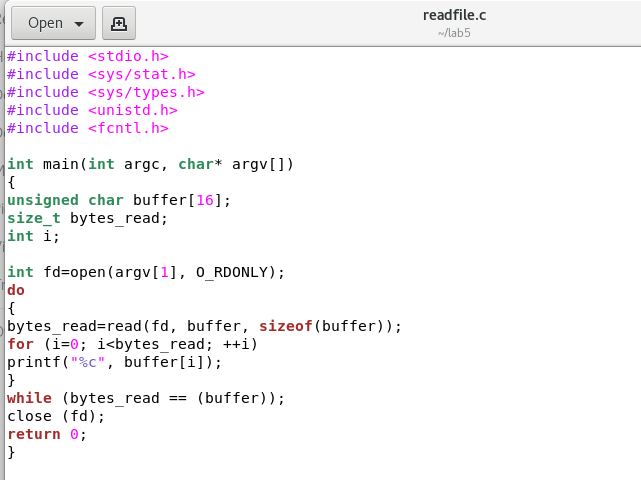 Open
readfile.c
~/lab5
#include <stdio.h>
#include <sys/stat.h>
#include <sys/types.h>
#include <unistd.h>
#include <fcntl.h>
int main(int argc, char* argv[])
{
unsigned char buffer[16];
size_t bytes_read;
int i;
int fd=open(argv[1], O_RDONLY);
do
{
bytes_read=read(fd, buffer, sizeof(buffer));
for (i=0; i<bytes_read; ++i)
printf("%c", buffer[i]);
}
while (bytes_read == (buffer));
close (fd);
return 0;
}